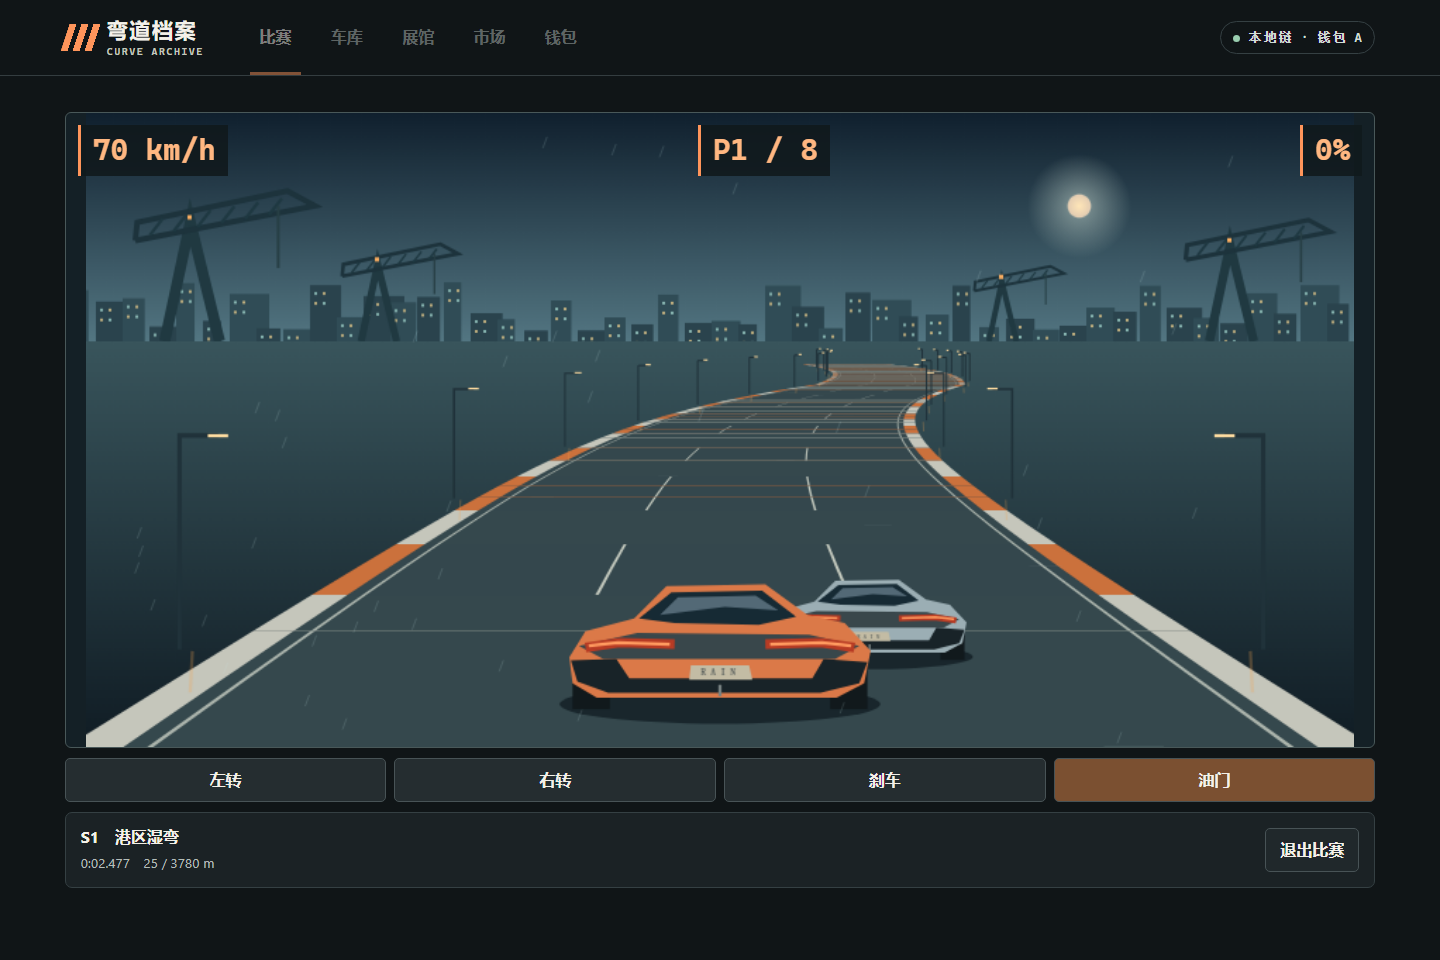 弯道档案
CURVE ARCHIVE
比赛
车库
展馆
市场
钱包
本地链 · 钱包 A
70 km/h
P1 / 8
0%
RAIN
左转
右转
刹车
油门
S1 港区湿弯
0:02.477 25 / 3780 m
退出比赛